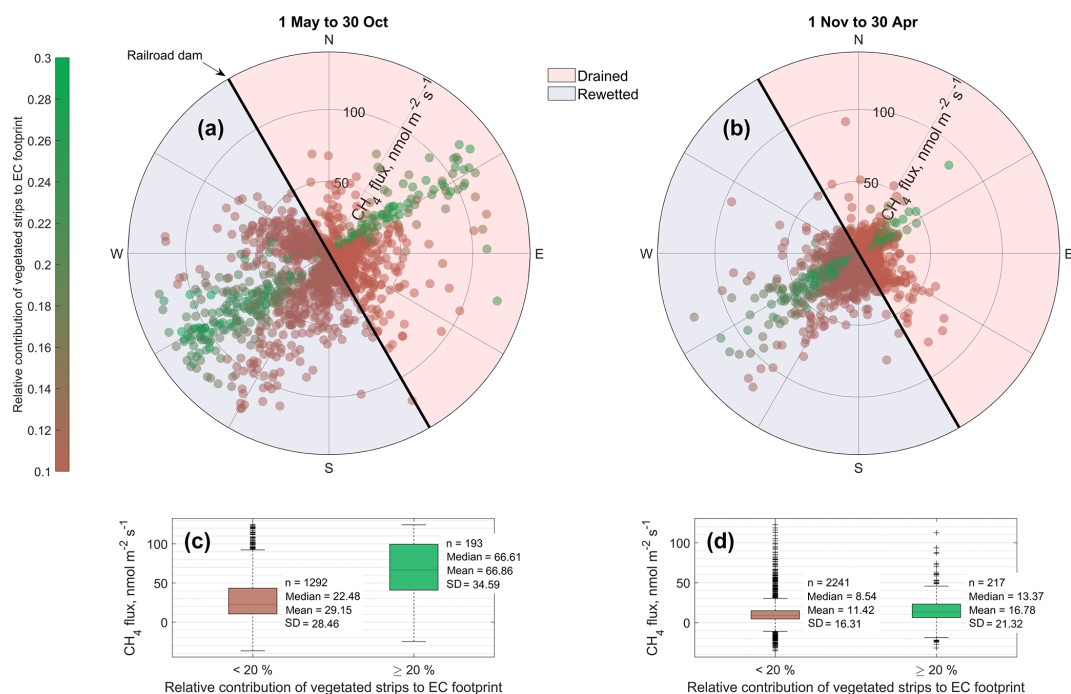 1 May to 30 Oct
N
Railroad dam
(a)
100
50
CH4 flux, nmol m-2 s-1
W
E
S
Drained
Rewetted
1 Nov to 30 Apr
N
(b)
100
50
CH4 flux, nmol m-2 s-1
W
E
S
0.3
0.28
0.26
0.24
0.22
0.2
0.18
0.16
0.14
0.12
0.1
Relative contribution of vegetated strips to EC footprint
(c)
CH4 flux, nmol m-2 s-1
100
50
0
n = 1292
Median = 22.48
Mean = 29.15
SD = 28.46
n = 193
Median = 66.61
Mean = 66.86
SD = 34.59
< 20 %
≥ 20 %
Relative contribution of vegetated strips to EC footprint
(d)
CH4 flux, nmol m-2 s-1
100
50
0
n = 2241
Median = 8.54
Mean = 11.42
SD = 16.31
n = 217
Median = 13.37
Mean = 16.78
SD = 21.32
< 20 %
≥ 20 %
Relative contribution of vegetated strips to EC footprint